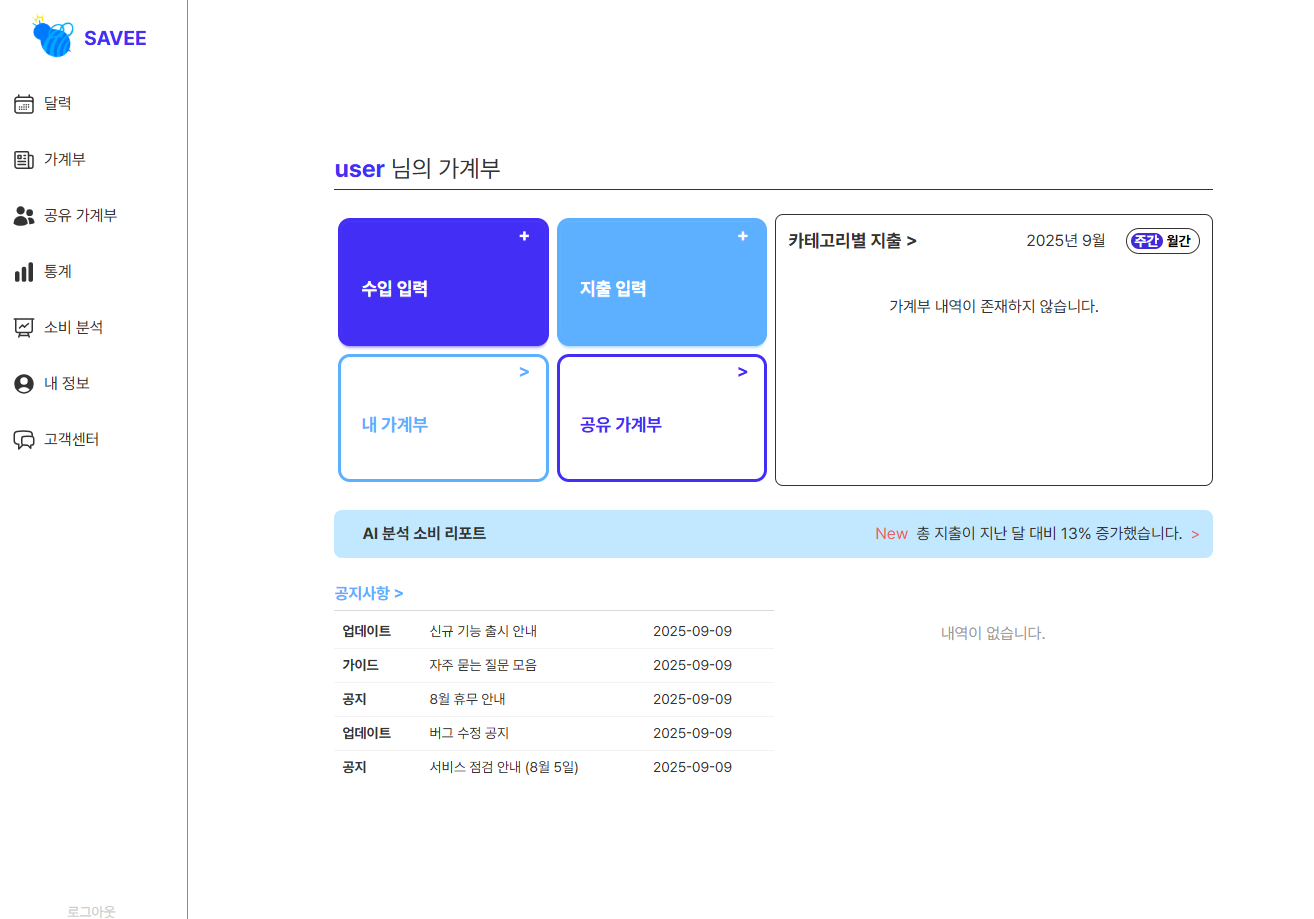 SAVEE
달력
가계부
공유 가계부
통계
소비 분석
내 정보
고객센터
로그아웃
user 님의 가계부
+
수입 입력
+
지출 입력
>
내 가계부
>
공유 가계부
카테고리별 지출 > 2025년 9월 주간 월간
가계부 내역이 존재하지 않습니다.
AI 분석 소비 리포트 New 총 지출이 지난 달 대비 13% 증가했습니다. >
공지사항 >
업데이트 신규 기능 출시 안내 2025-09-09
가이드 자주 묻는 질문 모음 2025-09-09
공지 8월 휴무 안내 2025-09-09
업데이트 버그 수정 공지 2025-09-09
공지 서비스 점검 안내 (8월 5일) 2025-09-09
내역이 없습니다.